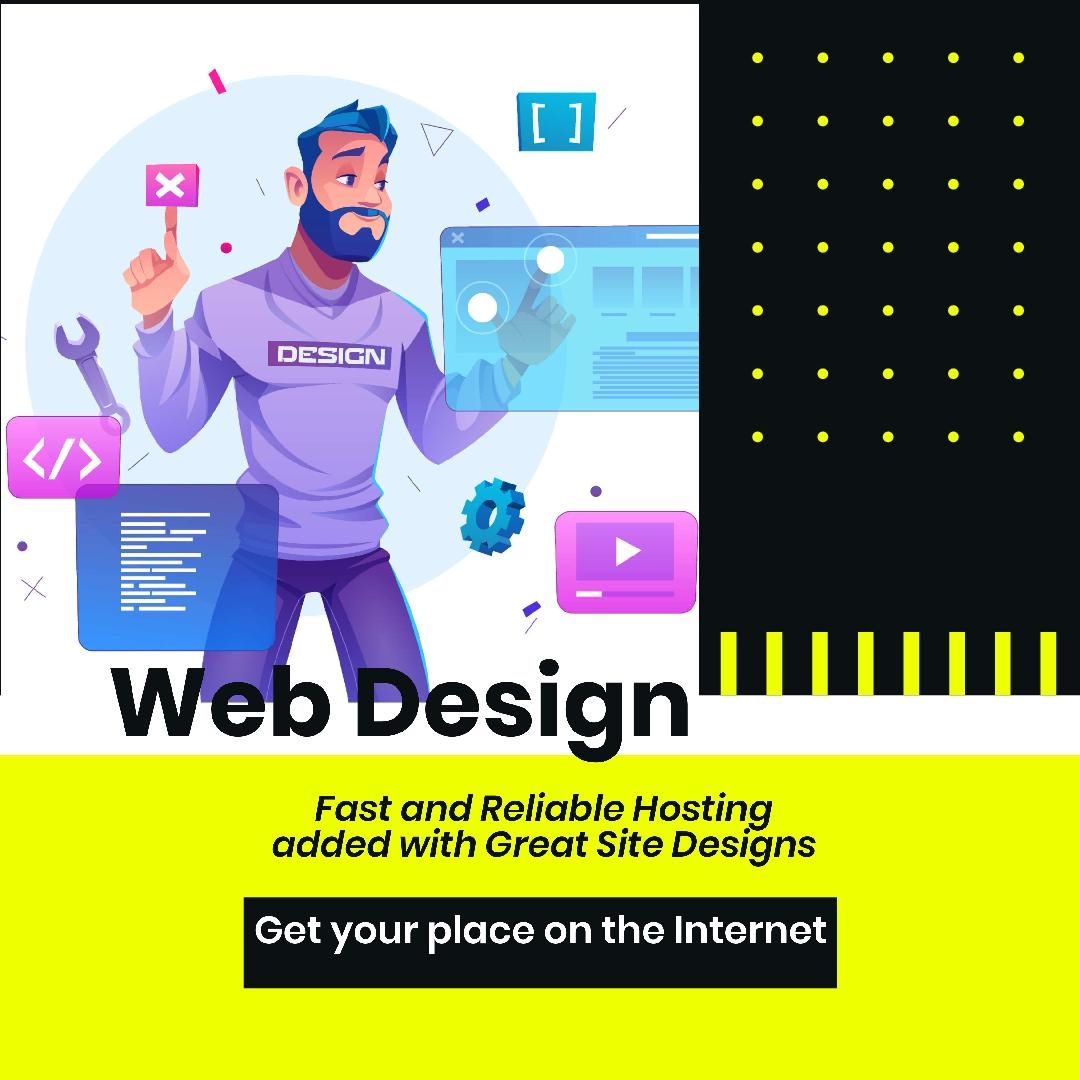 [ ]
DESIGN
</>
Web Design
Fast and Reliable Hosting
added with Great Site Designs
Get your place on the Internet